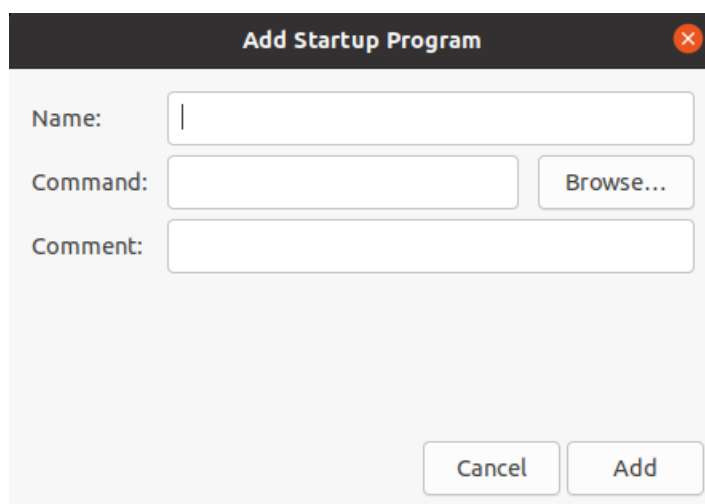 Add Startup Program
Name:
Command:
Browse...
Comment:
Cancel
Add